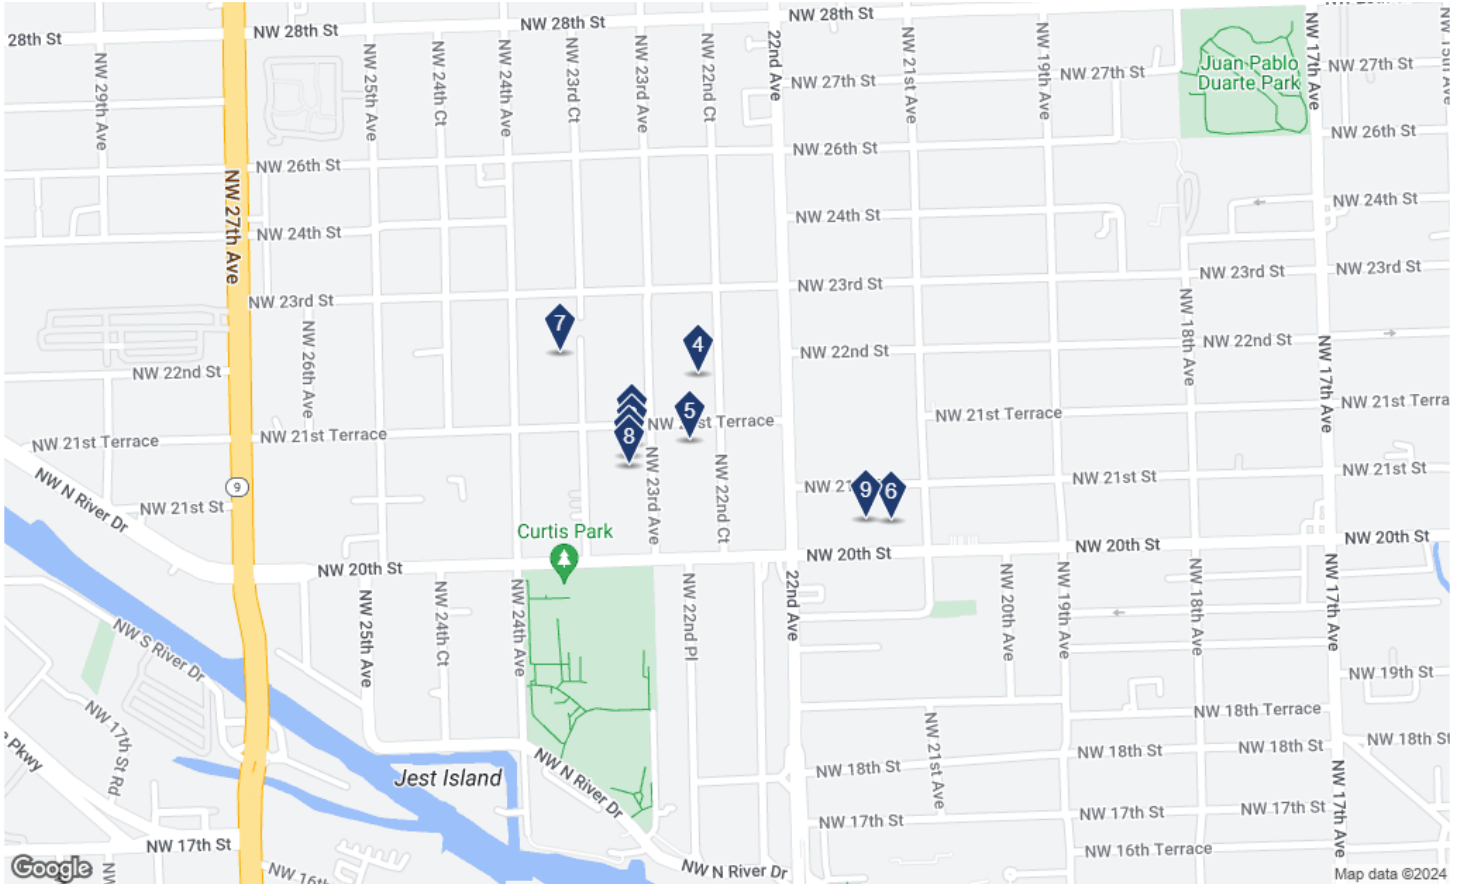 28th St
NW 28th St
NW 28th St
NW 28th St
NW 29th Ave
NW 25th Ave
NW 24th Ct
NW 24th Ave
NW 23rd Ct
NW 23rd Ave
NW 22nd Ct
22nd Ave
NW 21st Ave
NW 19th Ave
NW 17th Ave
NW 27th St
NW 27th St
NW 27th St
Juan Pablo
Duarte Park
NW 26th St
NW 26th St
NW 26th St
NW 27th Ave
NW 24th St
NW 24th St
NW 24th St
NW 23rd St
NW 23rd St
NW 23rd St
NW 23rd St
NW 26th Ave
NW 18th Ave
NW 17th Ave
7
4
NW 22nd St
NW 22nd St
NW 22nd St
5
8
NW 21st Terrace
NW 21st Terrace
NW 21st Terrace
NW 21st Terra
NW 23rd Ave
NW 22nd Ct
NW 21st St
NW 21st St
NW 21st St
9
6
9
NW N River Dr
Curtis Park
NW 20th St
NW 20th St
NW 20th St
NW 20th St
NW 25th Ave
NW 24th Ct
NW 24th Ave
NW 22nd Pl
22nd Ave
NW 20th Ave
NW 19th Ave
NW 18th Ave
NW 17th Ave
NW S River Dr
NW 19th St
NW 17th St Rd
NW 18th Terrace
NW 21st Ave
e Pkwy
NW 18th St
NW 18th St
NW 18th St
NW 18th St
Jest Island
NW N River Dr
NW 17th St
NW 17th St
NW 17th St
NW 17th St
NW 17th Ave
NW 16th Terrace
NW N River Dr
NW 16th
NW
Google
Map data ©2024